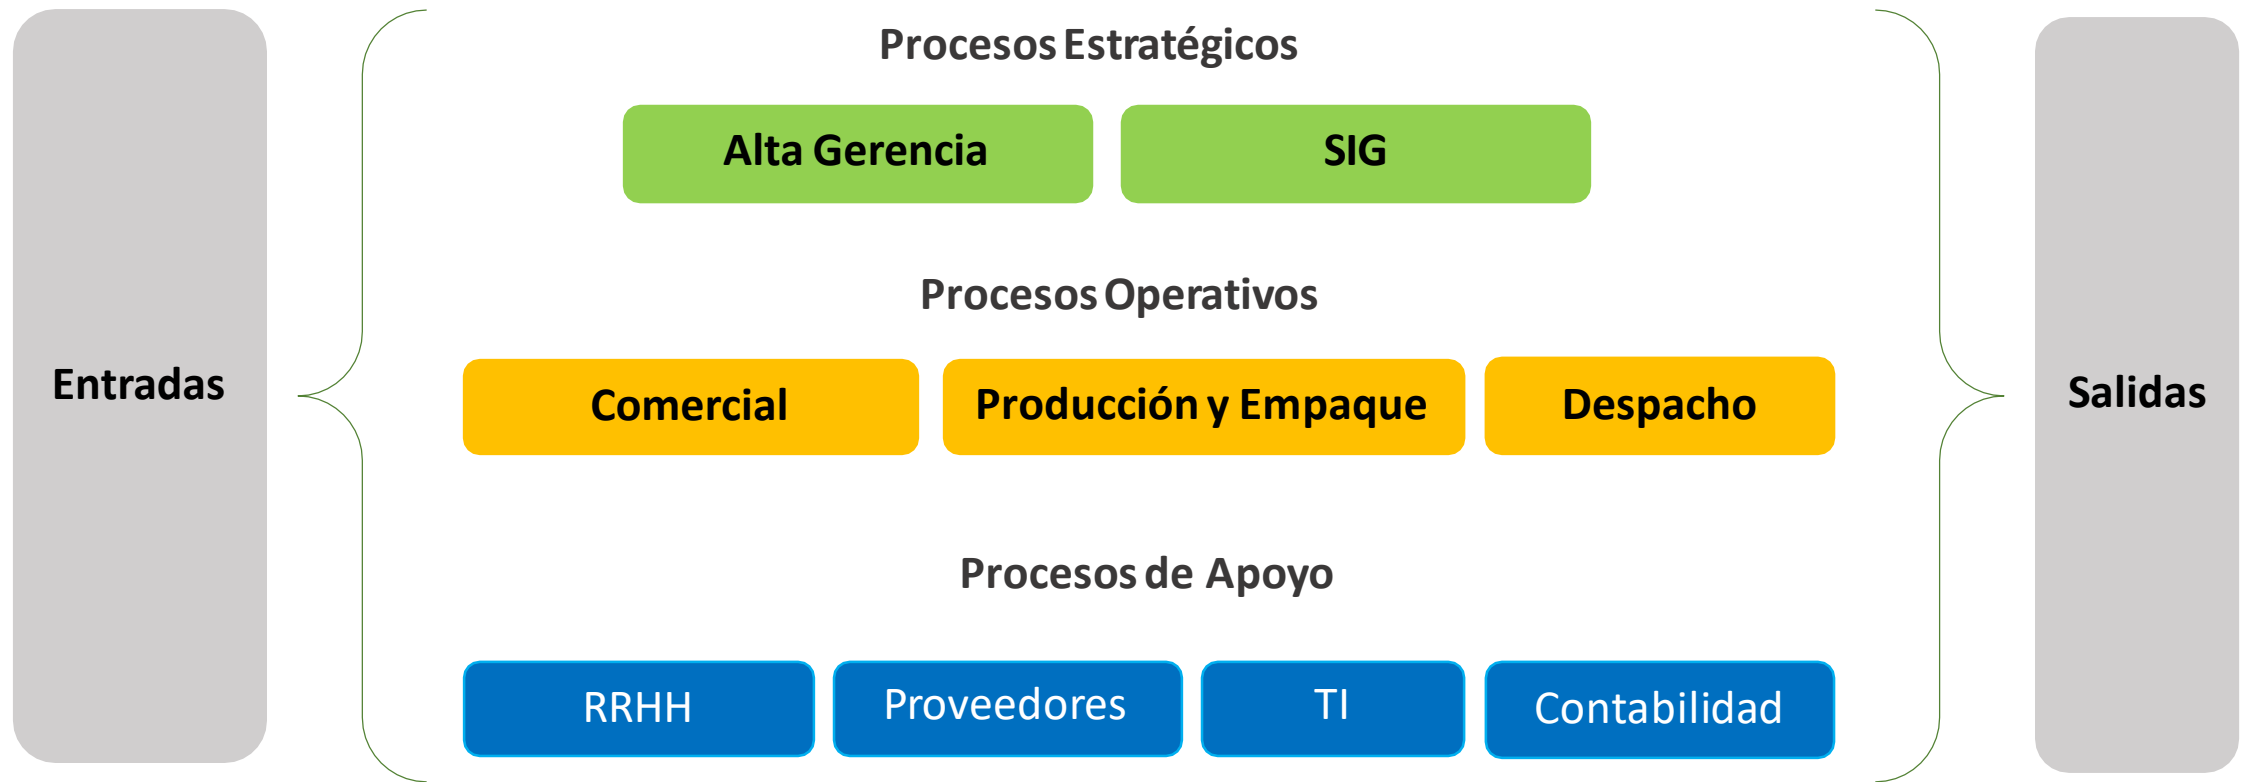 Procesos Estratégicos
Alta Gerencia
SIG
Procesos Operativos
Entradas
Comercial
Producción y Empaque
Despacho
Salidas
Procesos de Apoyo
RRHH
Proveedores
TI
Contabilidad